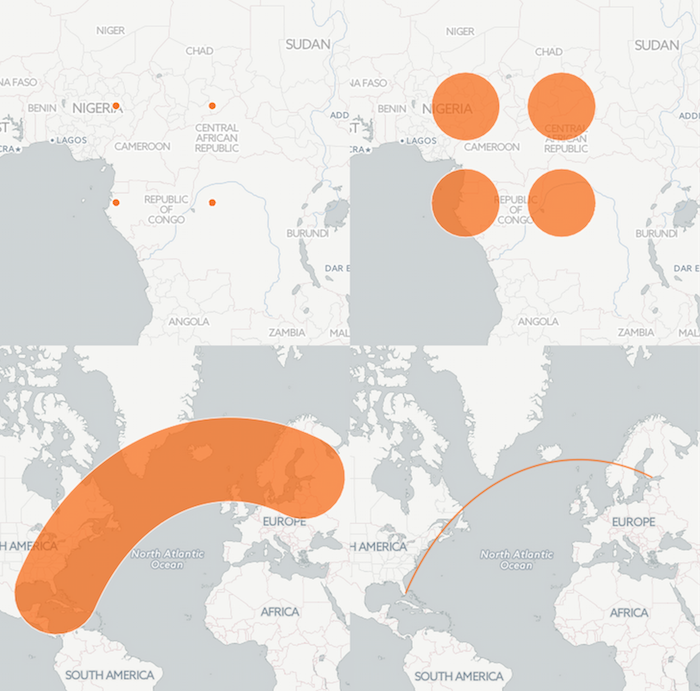 NIGER
CHAD
SUDAN
NA FASO
BENIN
NIGERIA
LAGOS
CRA
ADD
CENTRAL
AFRICAN
REPUBLIC
CAMEROON
REPUBLIC
OF
CONGO
BURUNDI
DAR E
ANGOLA
ZAMBIA
MAL
NIGER
CHAD
SUDAN
NA FASO
BENIN
NIGERIA
LAGOS
CRA
ADD
CENTRAL
AFRICAN
REPUBLIC
CAMEROON
REPUBLIC
OF
CONGO
BURUNDI
DAR E
ANGOLA
ZAMBIA
MAL
EUROPE
H AMERICA
North Atlantic
Ocean
AFRICA
SOUTH AMERICA
EUROPE
H AMERICA
North Atlantic
Ocean
AFRICA
SOUTH AMERICA